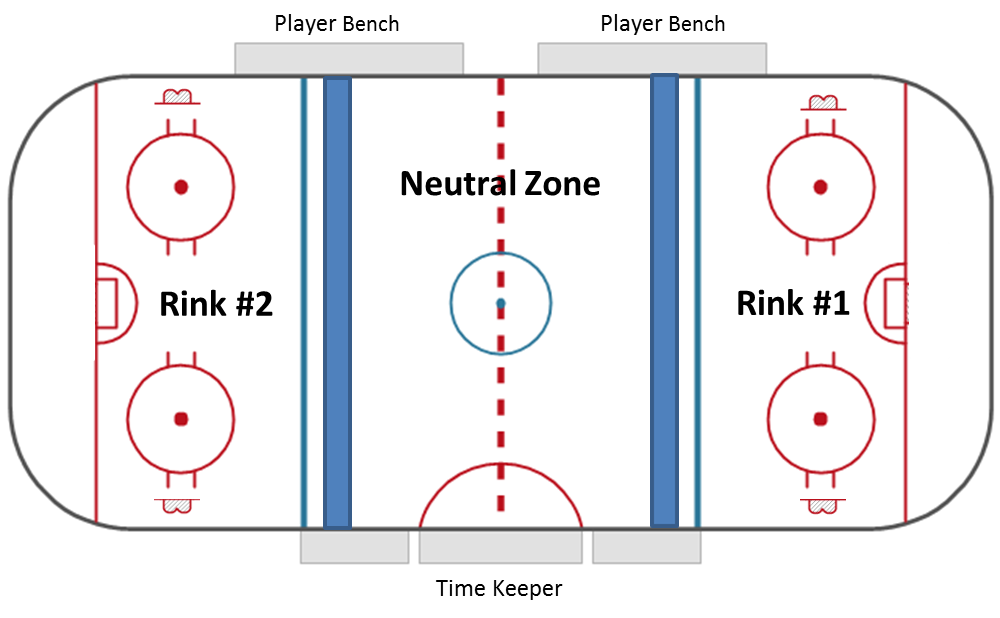 Player Bench
Player Bench
Neutral Zone
Rink #2
Rink #1
Time Keeper